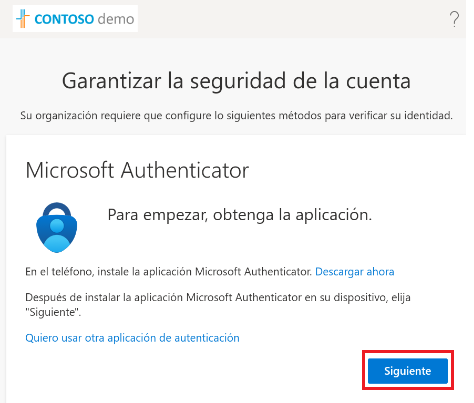 CONTOSO demo
?
Garantizar la seguridad de la cuenta
Su organización requiere que configure lo siguientes métodos para verificar su identidad.
Microsoft Authenticator
Para empezar, obtenga la aplicación.
En el teléfono, instale la aplicación Microsoft Authenticator. Descargar ahora
Después de instalar la aplicación Microsoft Authenticator en su dispositivo, elija
"Siguiente".
Quiero usar otra aplicación de autenticación
Siguiente